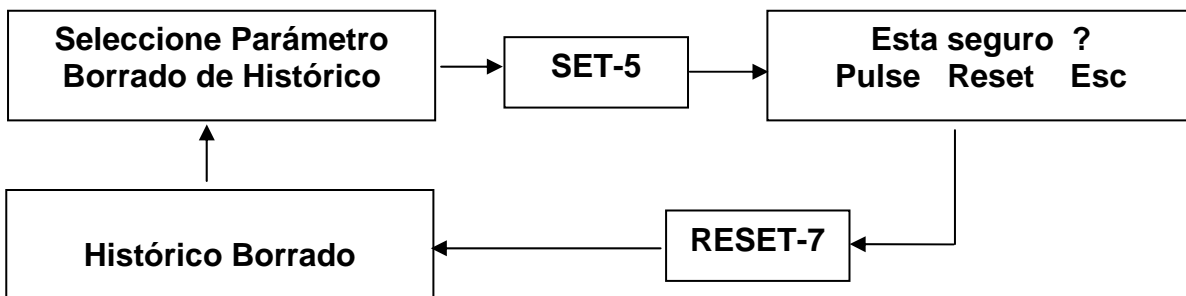 Seleccione Parámetro
Borrado de Histórico
SET-5
Esta seguro ?
Pulse Reset Esc
RESET-7
Histórico Borrado